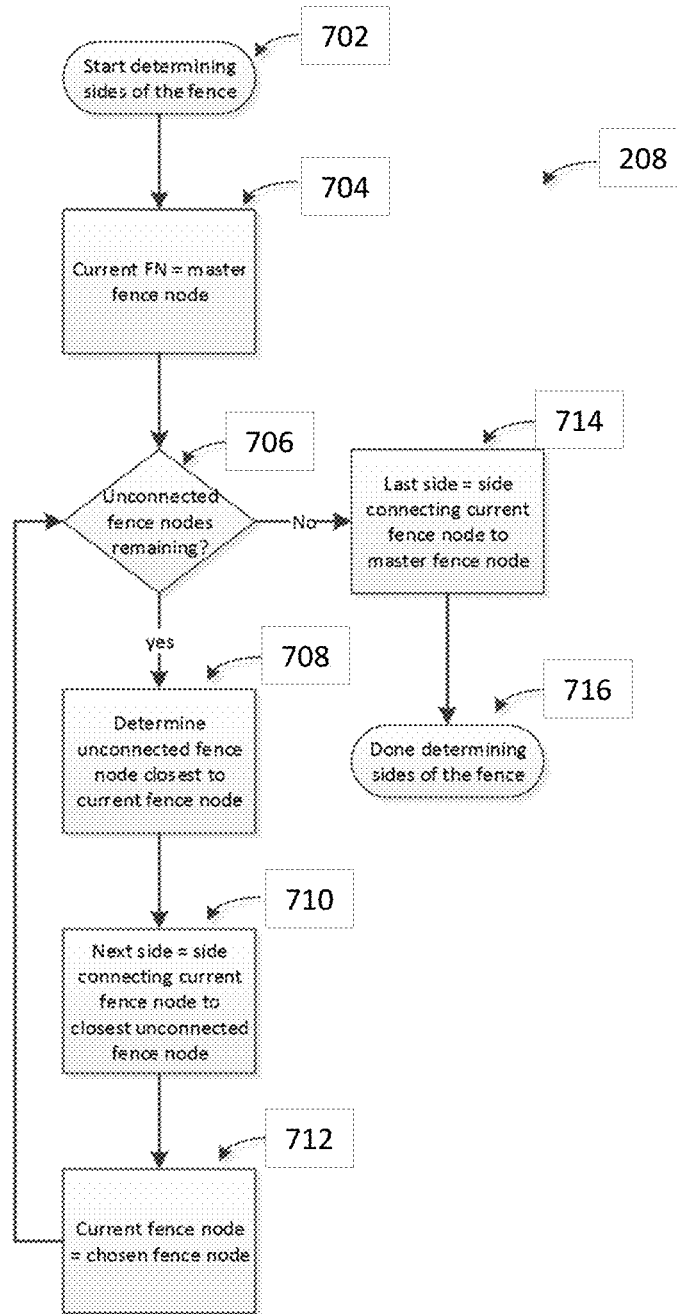 702
Start determining
sides of the fence
208
704
Current FN = master
fence node
706
Unconnected
fence nodes
remaining?
No
714
Last side = side
connecting current
fence node to
master fence node
yes
708
Determine
unconnected fence
node closest to
current fence node
716
Done determining
sides of the fence
710
Next side = side
connecting current
fence node to
closest unconnected
fence node
712
Current fence node
= chosen fence node